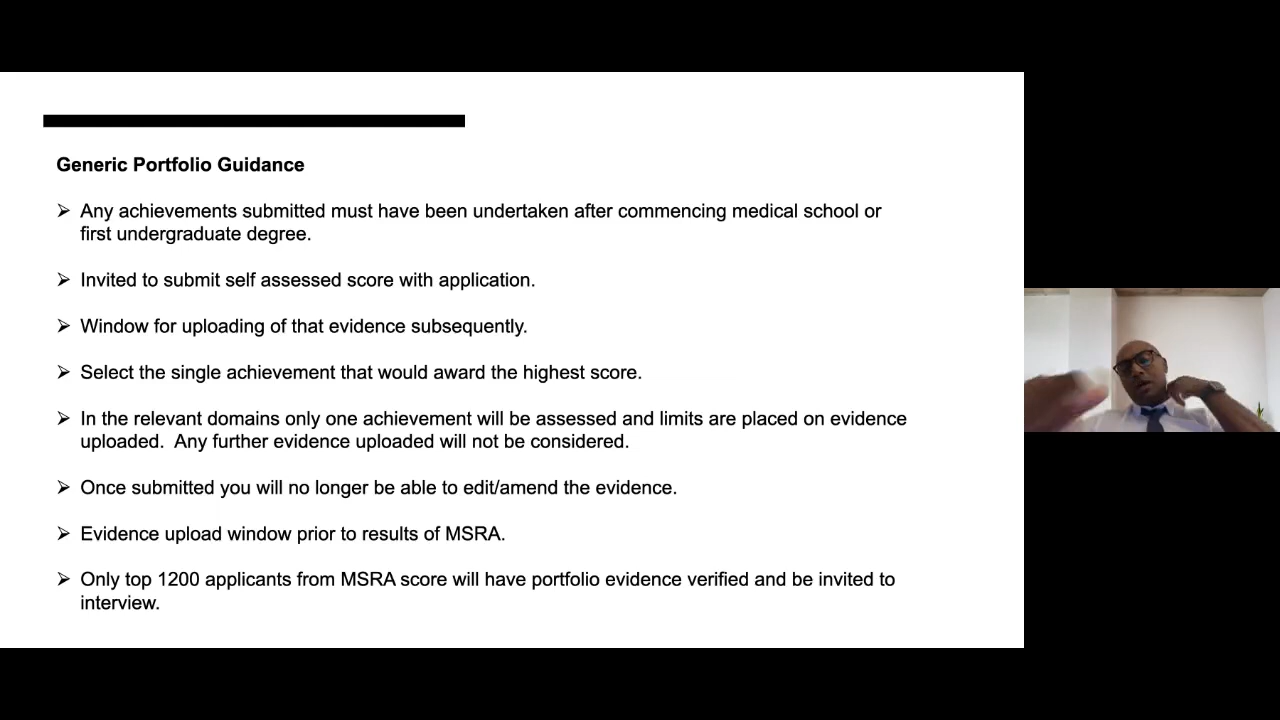 Generic Portfolio Guidance
➢ Any achievements submitted must have been undertaken after commencing medical school or
first undergraduate degree.
➢ Invited to submit self assessed score with application.
➢ Window for uploading of that evidence subsequently.
➢ Select the single achievement that would award the highest score.
➢ In the relevant domains only one achievement will be assessed and limits are placed on evidence
uploaded.  Any further evidence uploaded will not be considered.
➢ Once submitted you will no longer be able to edit/amend the evidence.
➢ Evidence upload window prior to results of MSRA.
➢ Only top 1200 applicants from MSRA score will have portfolio evidence verified and be invited to
interview.